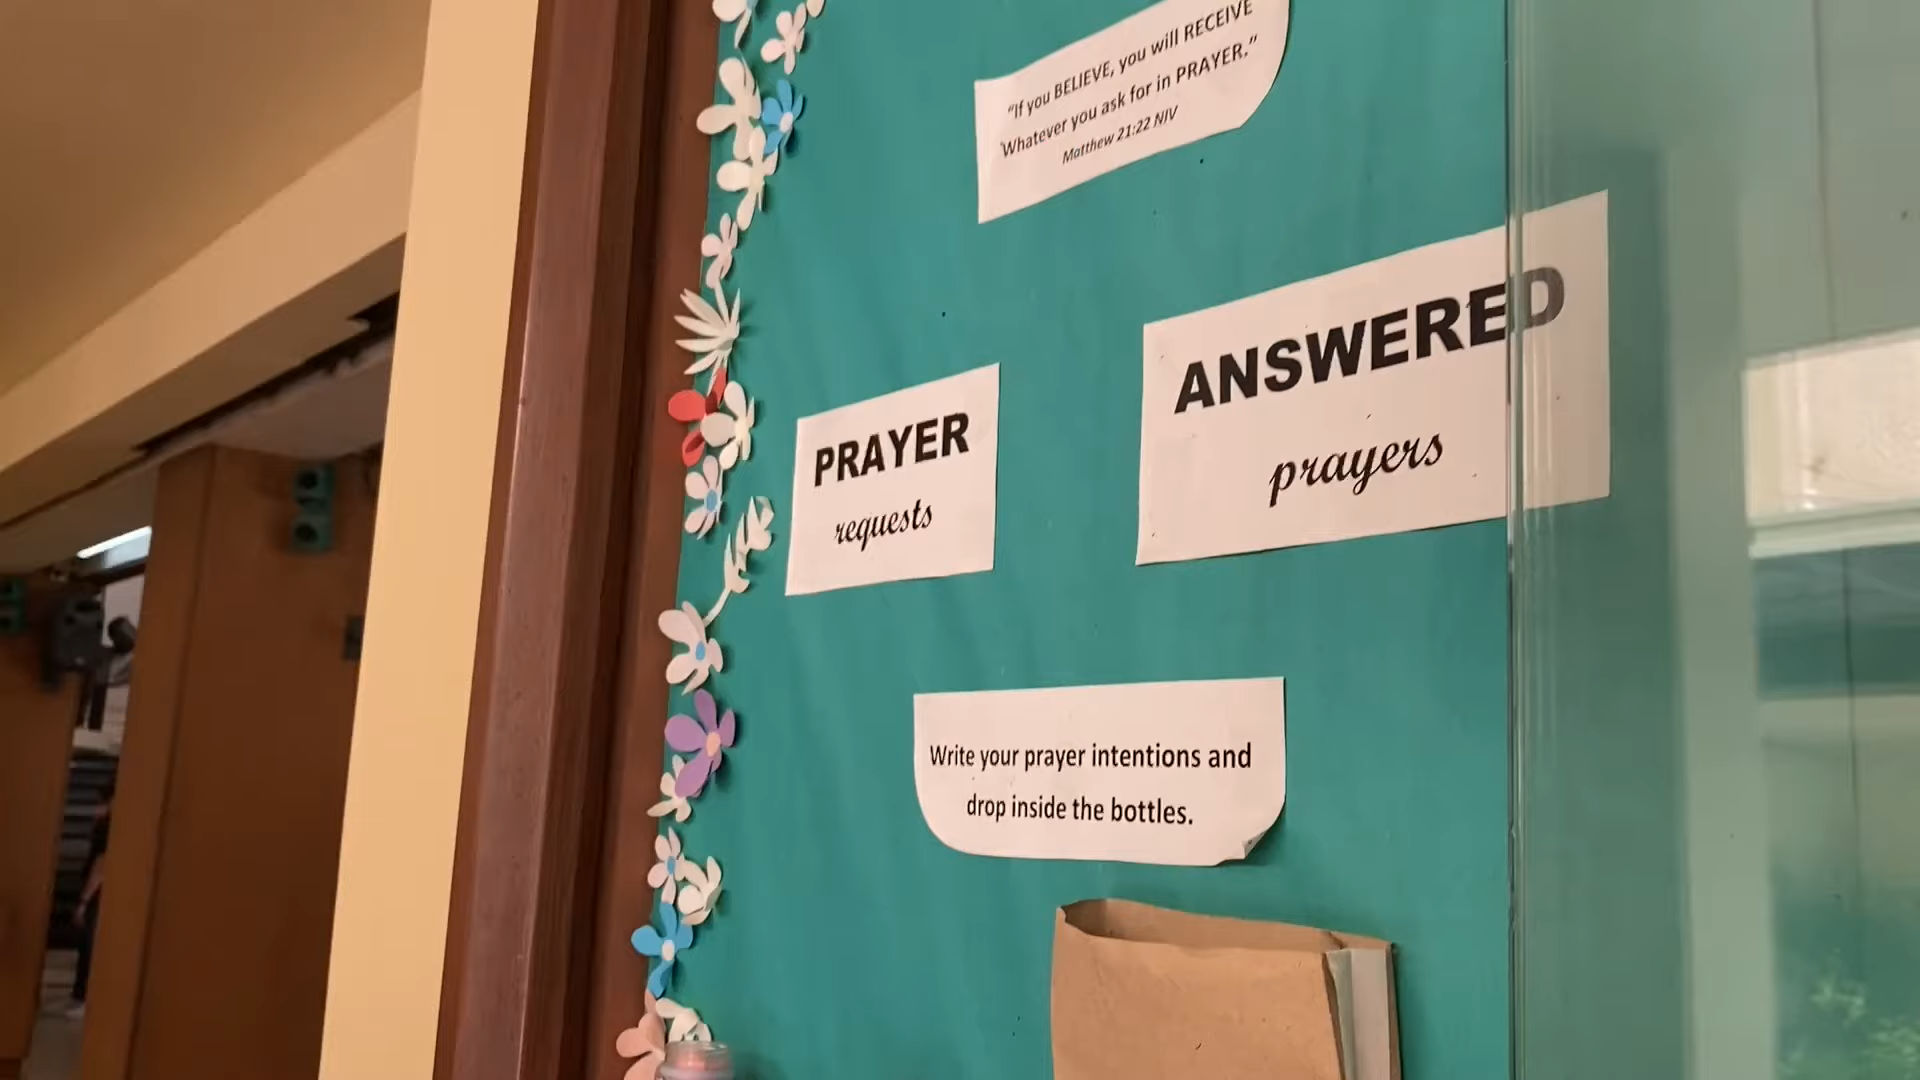 "If you BELIEVE, you will RECEIVE
Whatever you ask for in PRAYER."
Matthew 21:22 NIV
PRAYER
requests
ANSWERED
prayers
Write your prayer intentions and
drop inside the bottles.